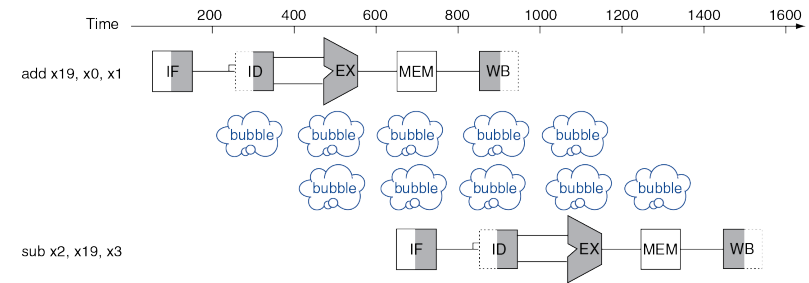 Time 200 400 600 800 1000 1200 1400 1600
add x19, x0, x1 IF ID EX MEM WB
bubble bubble bubble bubble bubble
bubble bubble bubble bubble bubble
sub x2, x19, x3 IF ID EX MEM WB